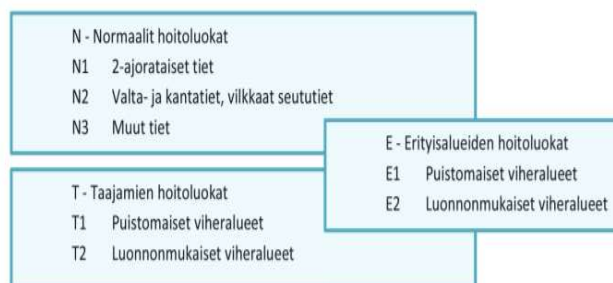 N - Normaalit hoitoluokat
N1 2-ajorataiset tiet
N2 Valta- ja kantatiet, vilkkaat seututiet
N3 Muut tiet
E - Erityisalueiden hoitoluokat
E1 Puistomaiset viheralueet
E2 Luonnonmukaiset viheralueet
T - Taajamien hoitoluokat
T1 Puistomaiset viheralueet
T2 Luonnonmukaiset viheralueet